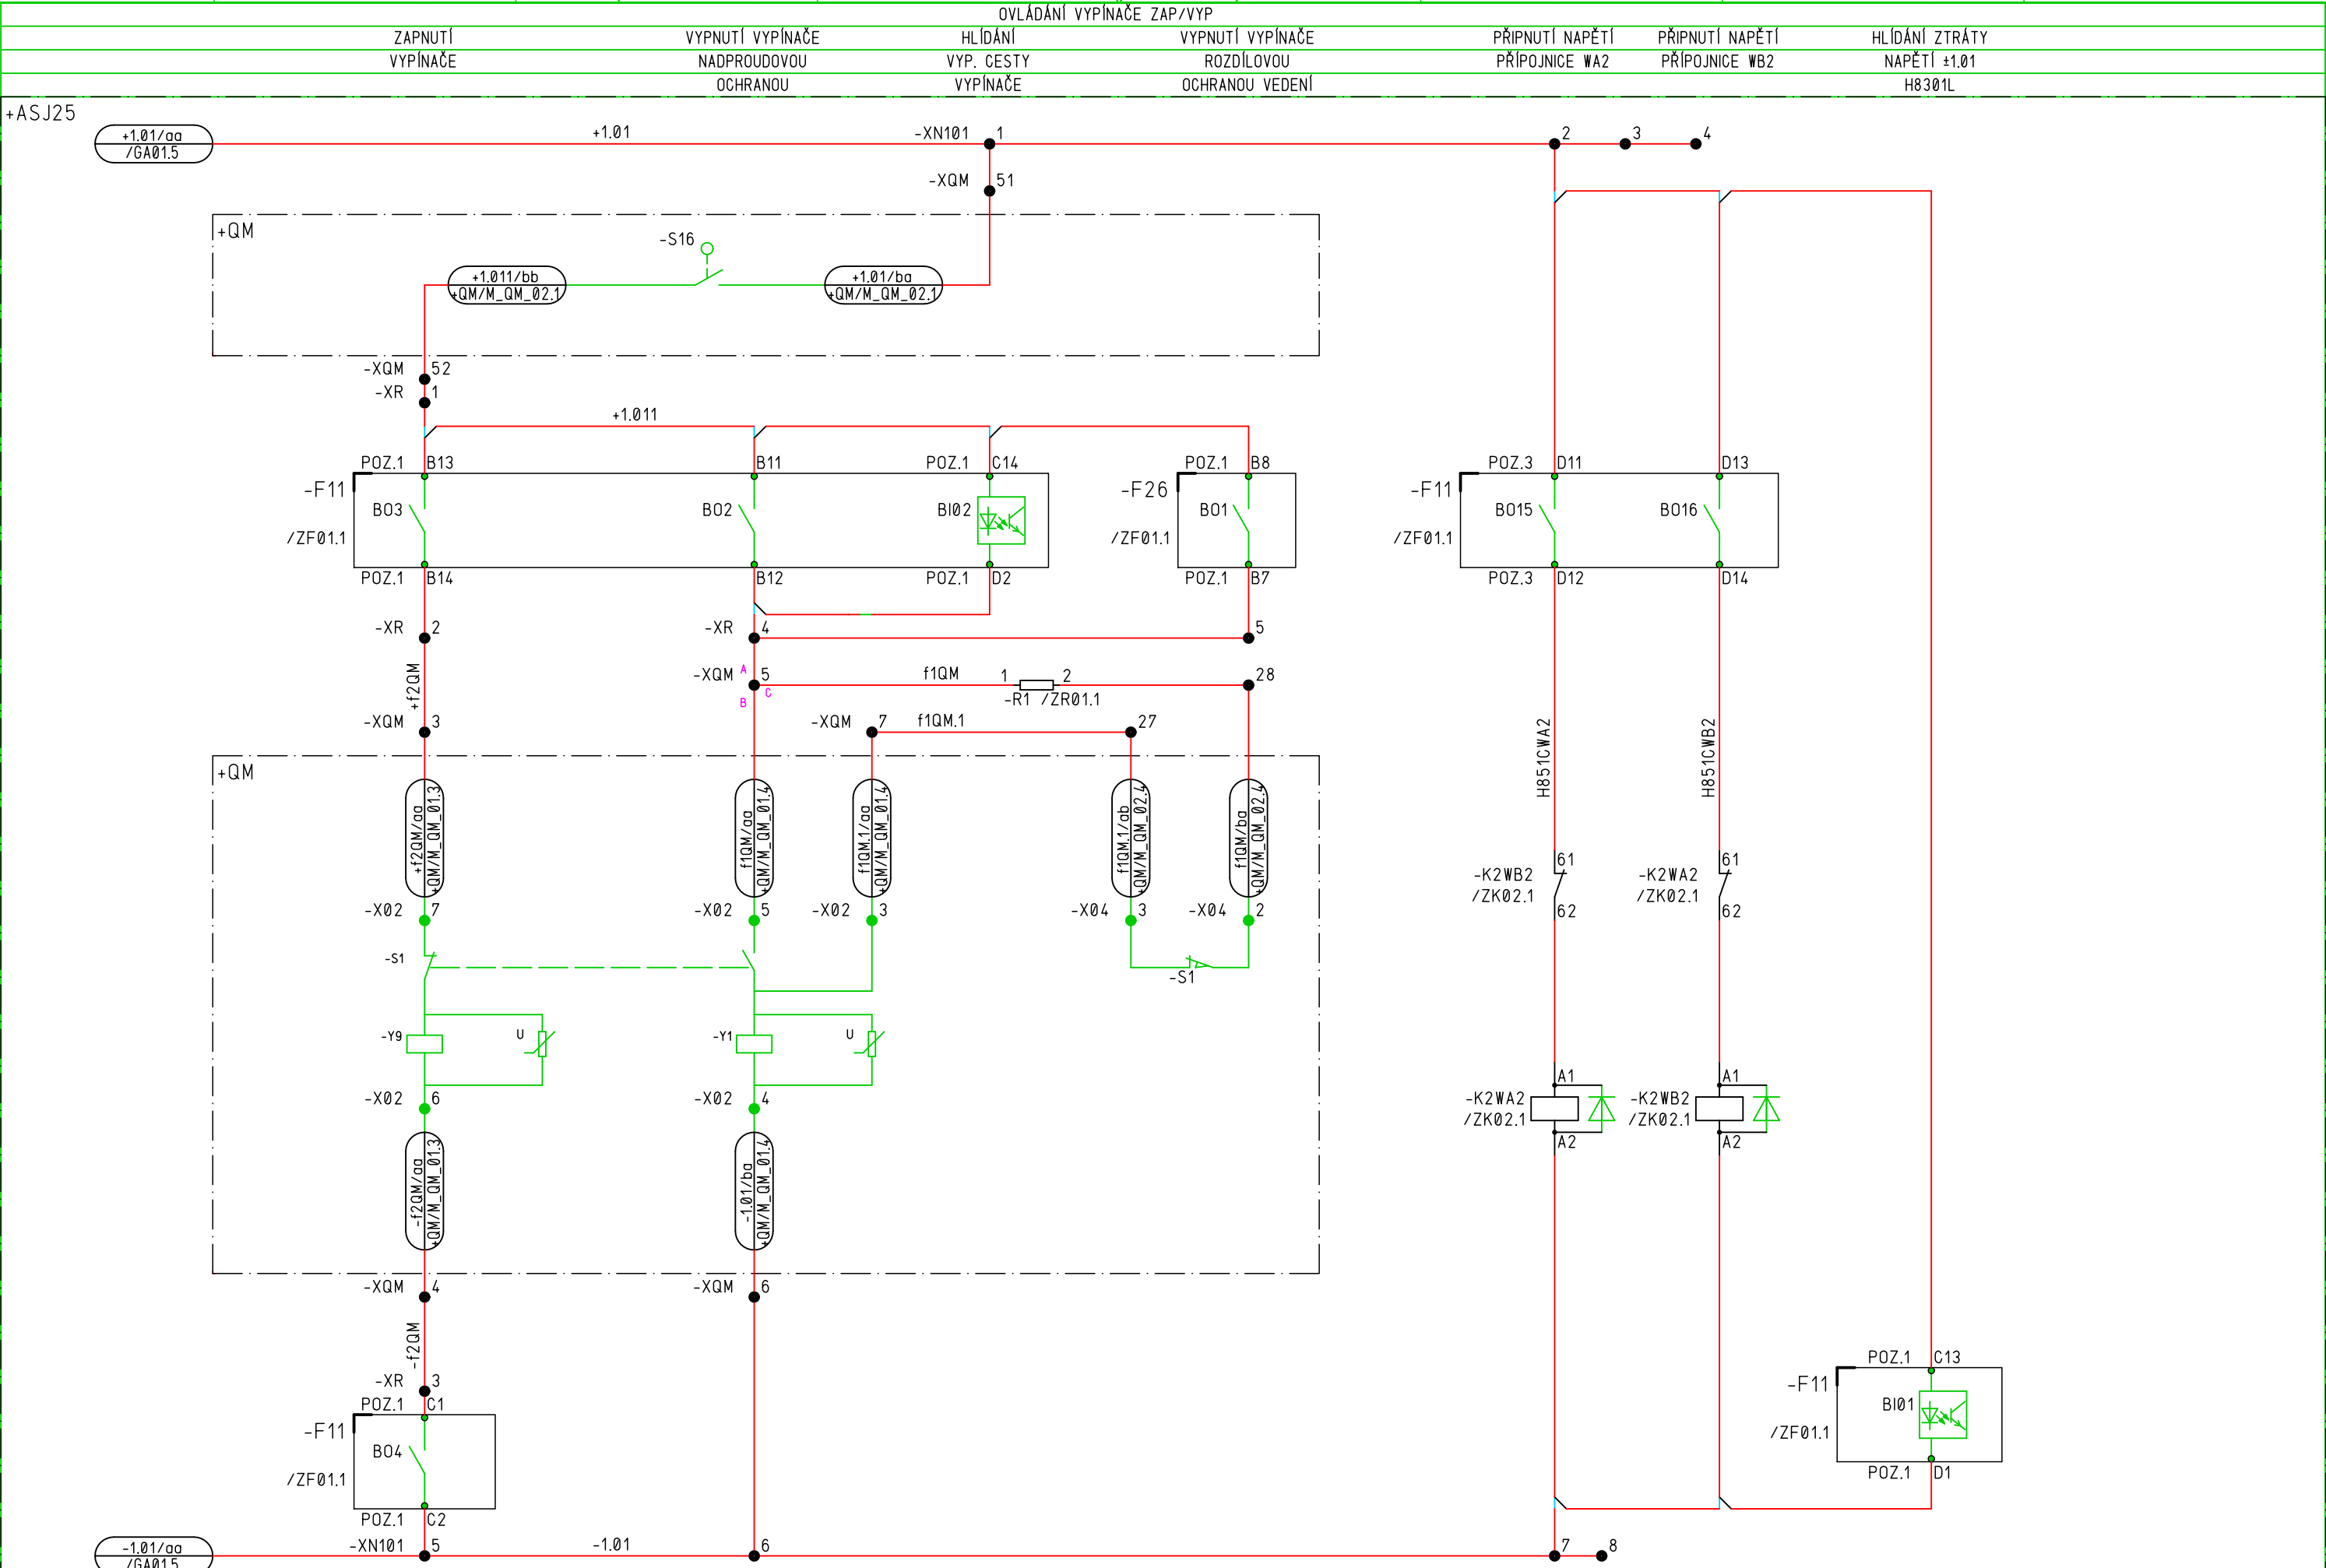 OVLÁDÁNÍ VYPÍNAČE ZAP/VYP
ZAPNUTÍ VYPNUTÍ VYPÍNAČE HLÍDÁNÍ VYPNUTÍ VYPÍNAČE PŘIPNUTÍ NAPĚTÍ PŘIPNUTÍ NAPĚTÍ HLÍDÁNÍ ZTRÁTY
VYPÍNAČE NADPROUDOVOU VYP. CESTY ROZDÍLOVOU PŘÍPOJNICE WA2 PŘÍPOJNICE WB2 NAPĚTÍ ±1.01
OCHRANOU VYPÍNAČE OCHRANOU VEDENÍ H8301L
+ASJ25
+1.01/aa +1.01 -XN101 1 2 3 4
/GA01.5
-XQM 51
+QM
-S16
+1.011/bb +1.01/ba
+QM/M_QM_02.1 +QM/M_QM_02.1
-XQM 52
-XR 1
+1.011
POZ.1 B13 B11 POZ.1 C14 POZ.1 B8 POZ.3 D11 D13
-F11 -F26 -F11
BO3 BO2 BI02 BO1 BO15 BO16
/ZF01.1 /ZF01.1 /ZF01.1
POZ.1 B14 B12 POZ.1 D2 POZ.1 B7 POZ.3 D12 D14
-XR 2 -XR 4 5
+f2QM
-XQM A 5 f1QM 1 2 28
B C
-R1 /ZR01.1
-XQM 3 -XQM 7 f1QM.1 27
H851CWA2 H851CWB2
+QM
+f2QM/aa f1QM/aa f1QM.1/aa f1QM.1/ab f1QM/ba
+QM/M_QM_01.3 +QM/M_QM_01.4 +QM/M_QM_01.4 +QM/M_QM_02.4 +QM/M_QM_02.4
61 61
-K2WB2 -K2WA2
/ZK02.1 /ZK02.1
62 62
-X02 7 -X02 5 -X02 3 -X04 3 -X04 2
-S1 -S1
-Y9 U -Y1 U
A1 A1
-X02 6 -X02 4 -K2WA2 -K2WB2
/ZK02.1 /ZK02.1
A2 A2
-f2QM/aa -1.01/ba
+QM/M_QM_01.3 +QM/M_QM_01.4
-XQM 4 -XQM 6
-f2QM
-XR 3 POZ.1 C13
POZ.1 C1 -F11
-F11 BI01
BO4 /ZF01.1
/ZF01.1 POZ.1 D1
POZ.1 C2
-1.01/aa -XN101 5 -1.01 6 7 8
/GA01.5